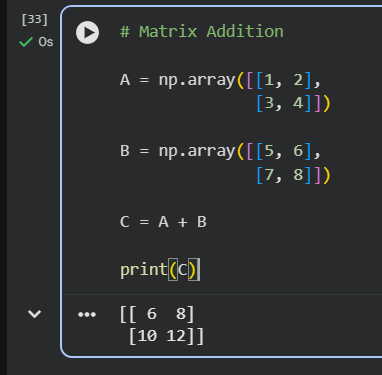 [33]
0s
# Matrix Addition
A = np.array([[1, 2],
[3, 4]])
B = np.array([[5, 6],
[7, 8]])
C = A + B
print(C)
[[ 6  8]
[10 12]]